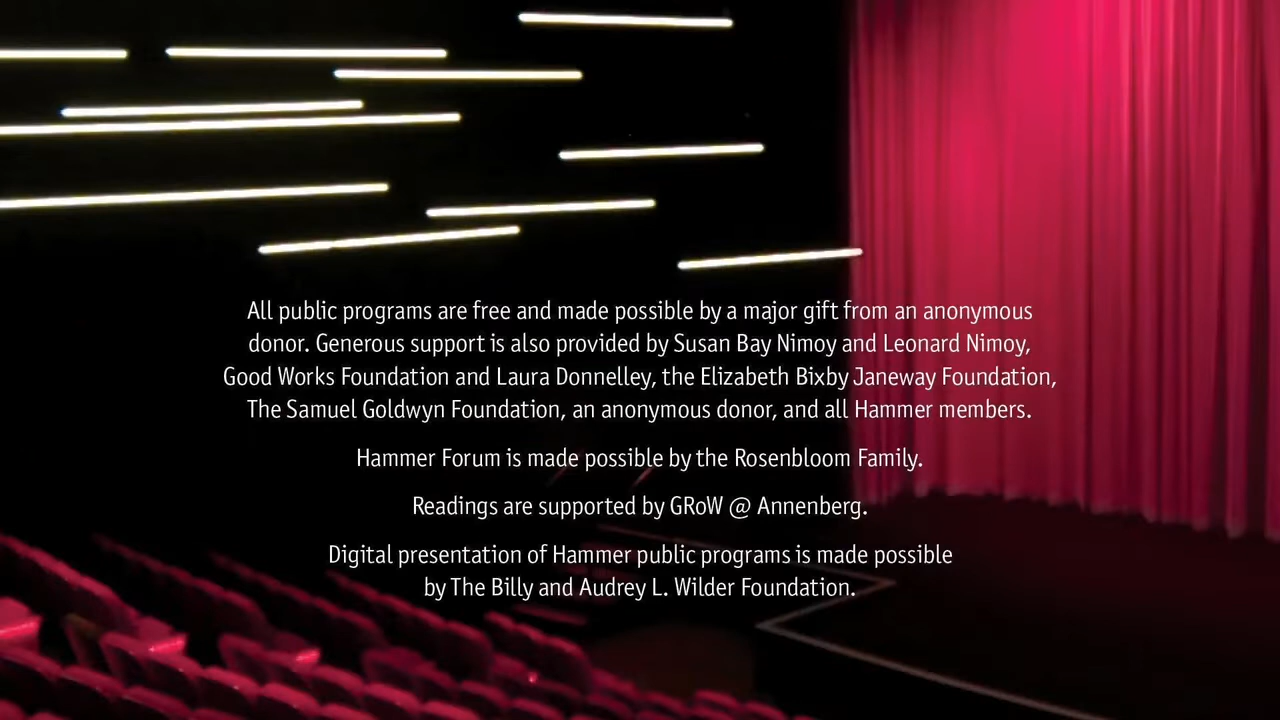 All public programs are free and made possible by a major gift from an anonymous
donor. Generous support is also provided by Susan Bay Nimoy and Leonard Nimoy,
Good Works Foundation and Laura Donnelley, the Elizabeth Bixby Janeway Foundation,
The Samuel Goldwyn Foundation, an anonymous donor, and all Hammer members.
Hammer Forum is made possible by the Rosenbloom Family.
Readings are supported by GRoW @ Annenberg.
Digital presentation of Hammer public programs is made possible
by The Billy and Audrey L. Wilder Foundation.